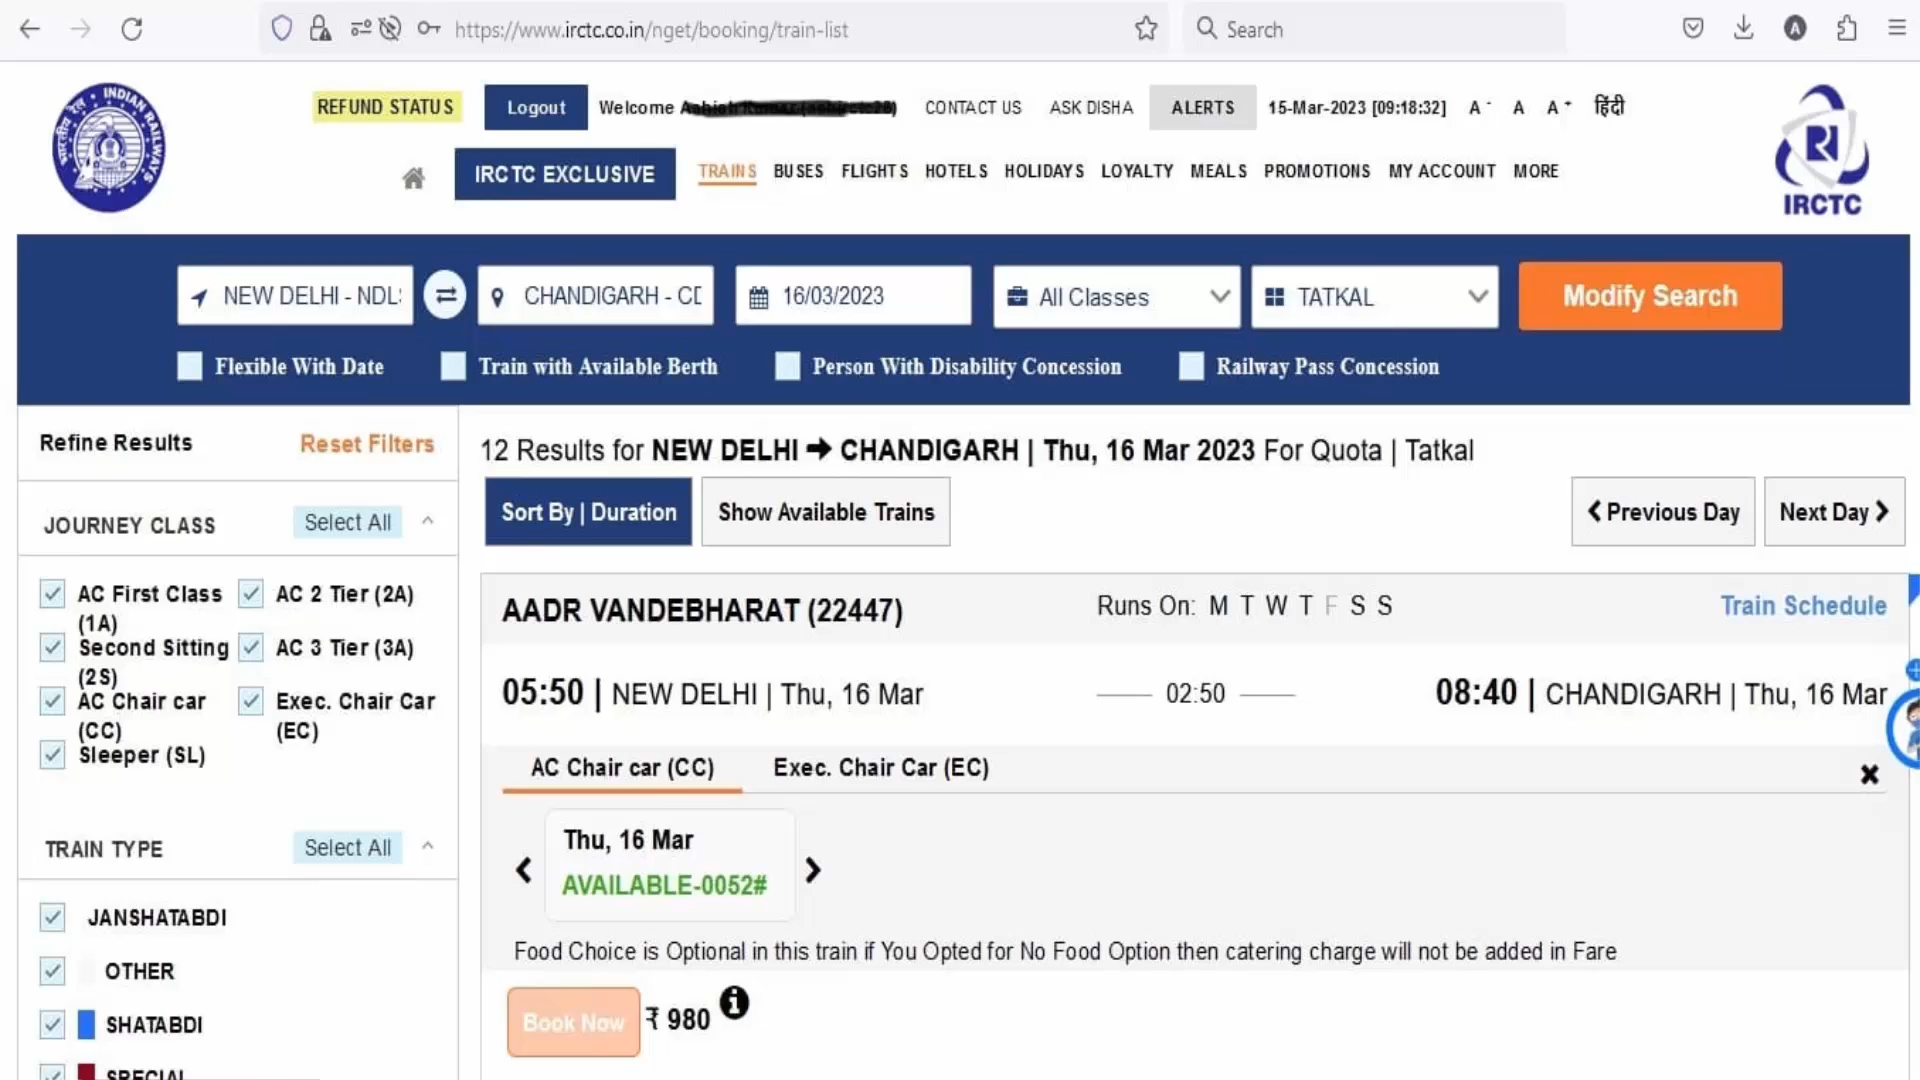 https://www.irctc.co.in/nget/booking/train-list
Search
REFUND STATUS
Logout
Welcome
CONTACT US
ASK DISHA
ALERTS
15-Mar-2023 [09:18:32]
A-
A
A+
हिंदी
IRCTC EXCLUSIVE
TRAINS
BUSES
FLIGHTS
HOTELS
HOLIDAYS
LOYALTY
MEALS
PROMOTIONS
MY ACCOUNT
MORE
INDIAN RAILWAYS
भारतीय रेल
IRCTC
NEW DELHI - NDL
CHANDIGARH - CD
16/03/2023
All Classes
TATKAL
Modify Search
Flexible With Date
Train with Available Berth
Person With Disability Concession
Railway Pass Concession
Refine Results
Reset Filters
JOURNEY CLASS
Select All
AC First Class (1A)
AC 2 Tier (2A)
Second Sitting (2S)
AC 3 Tier (3A)
AC Chair car (CC)
Exec. Chair Car (EC)
Sleeper (SL)
TRAIN TYPE
Select All
JANSHATABDI
OTHER
SHATABDI
SPECIAL
12 Results for NEW DELHI ➔ CHANDIGARH | Thu, 16 Mar 2023 For Quota | Tatkal
Sort By | Duration
Show Available Trains
Previous Day
Next Day
AADR VANDEBHARAT (22447)
Runs On: M T W T F S S
Train Schedule
05:50 | NEW DELHI | Thu, 16 Mar
02:50
08:40 | CHANDIGARH | Thu, 16 Mar
AC Chair car (CC)
Exec. Chair Car (EC)
Thu, 16 Mar
AVAILABLE-0052#
Food Choice is Optional in this train if You Opted for No Food Option then catering charge will not be added in Fare
Book Now
₹ 980